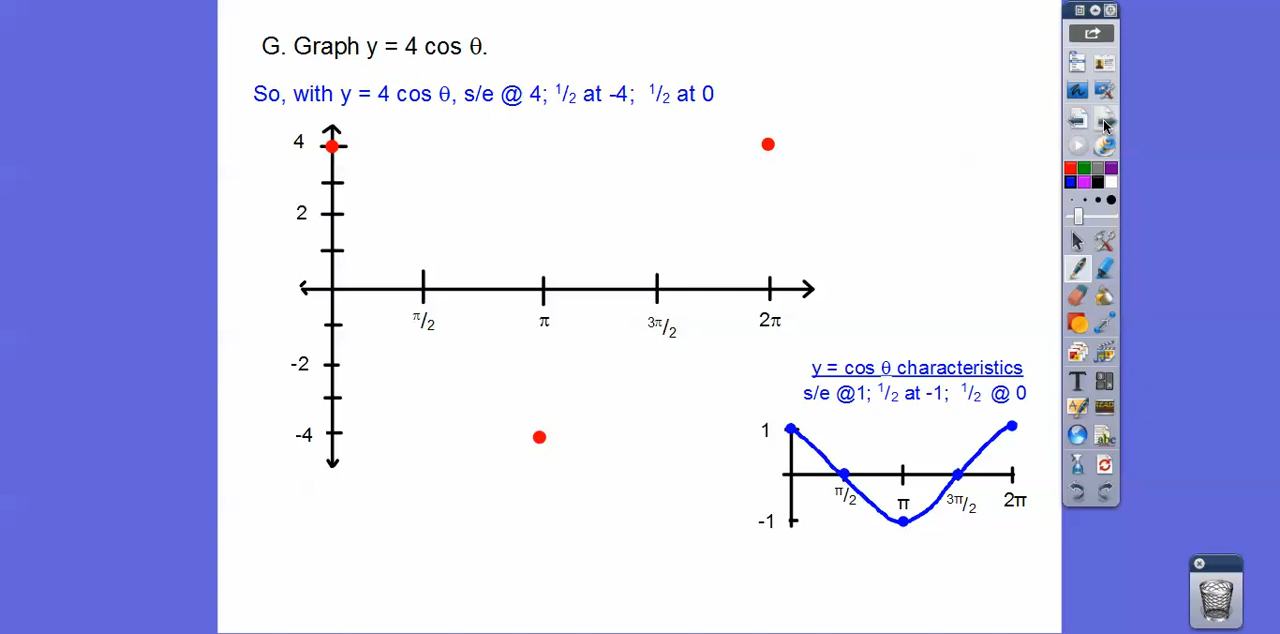 G. Graph y = 4 cos θ.
So, with y = 4 cos θ, s/e @ 4; 1/2 at -4; 1/2 at 0
4
2
π/2
π
3π/2
2π
-2
-4
y = cos θ characteristics
s/e @1; 1/2 at -1; 1/2 @ 0
1
π/2
π
3π/2
2π
-1